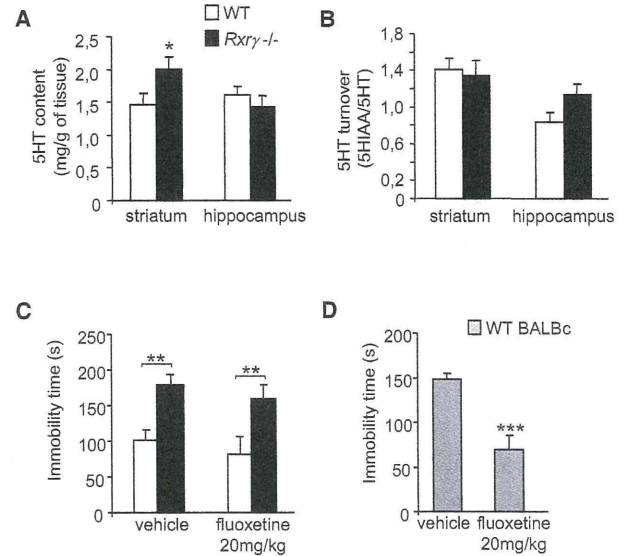 A
WT
Rxrγ -/-
B
5HT content
(mg/g of tissue)
2,5
2,0
1,5
1,0
0,5
0
*
striatum hippocampus
5HT turnover
(5HIAA/5HT)
1,8
1,4
1,0
0,6
0,2
0
striatum hippocampus
C
Immobility time (s)
250
200
150
100
50
0
**
**
vehicle fluoxetine
20mg/kg
D
WT BALBc
Immobility time (s)
200
150
100
50
0
***
vehicle fluoxetine
20mg/kg